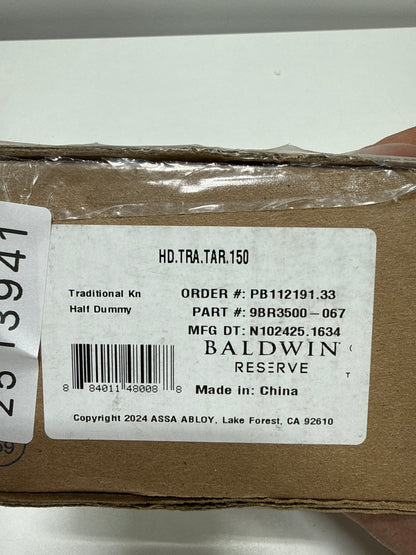 HD.TRA.TAR.150
Traditional Kn ORDER #: PB112191.33
Half Dummy PART #: 9BR3500-067
MFG DT: N102425.1634
BALDWIN
RESERVE
8 84011 48008 8
Made in: China
Copyright 2024 ASSA ABLOY, Lake Forest, CA 92610